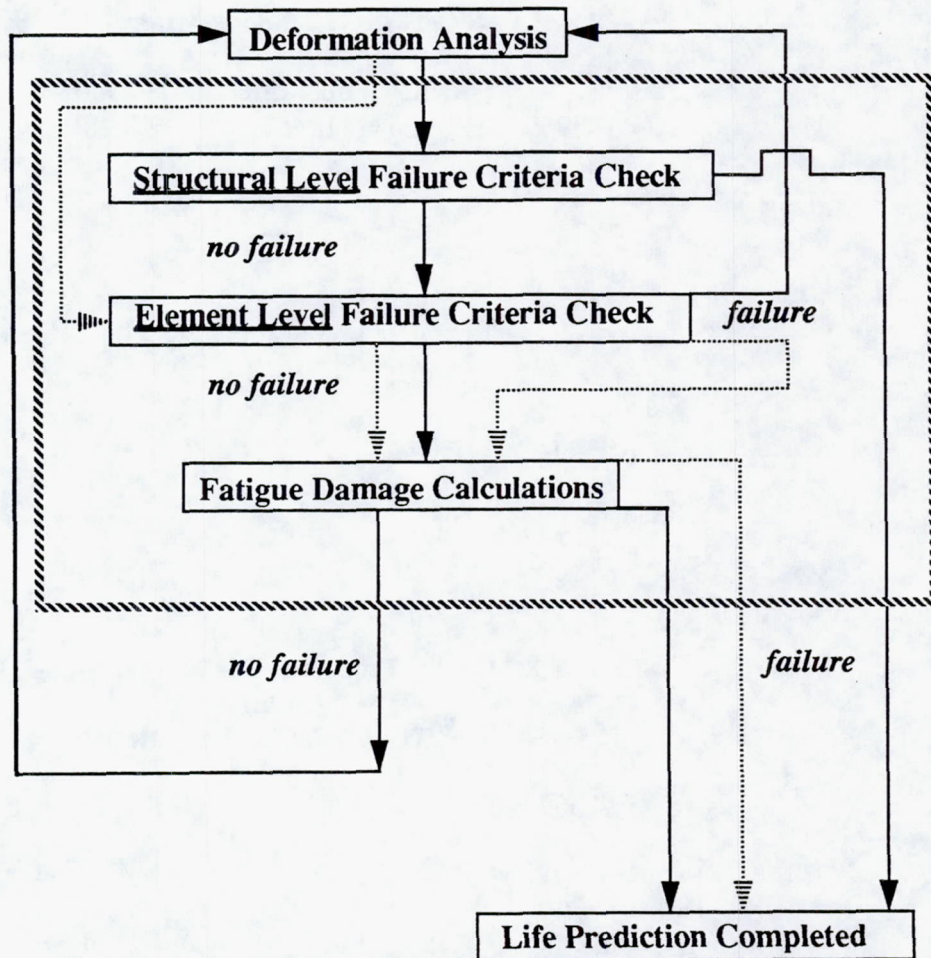 Deformation Analysis
Structural Level Failure Criteria Check
no failure
Element Level Failure Criteria Check
failure
no failure
Fatigue Damage Calculations
no failure
failure
Life Prediction Completed